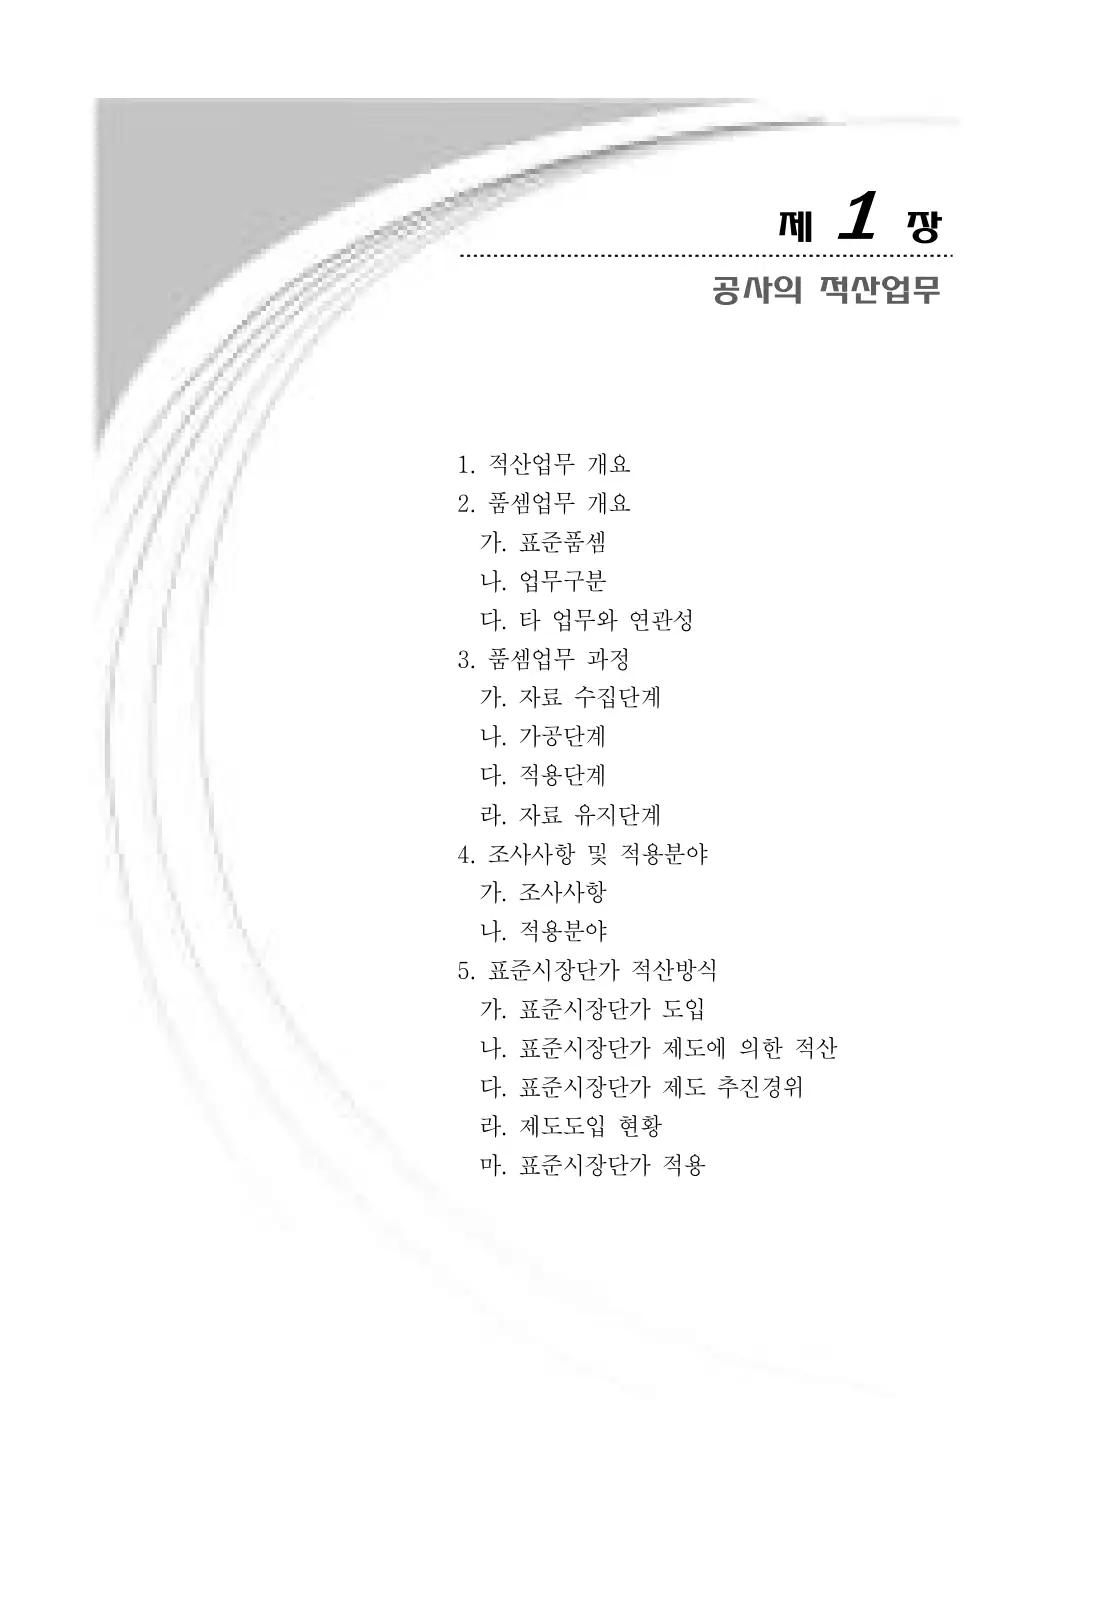 제 1 장
공사의 적산업무
1. 적산업무 개요
2. 품셈업무 개요
가. 표준품셈
나. 업무구분
다. 타 업무와 연관성
3. 품셈업무 과정
가. 자료 수집단계
나. 가공단계
다. 적용단계
라. 자료 유지단계
4. 조사사항 및 적용분야
가. 조사사항
나. 적용분야
5. 표준시장단가 적산방식
가. 표준시장단가 도입
나. 표준시장단가 제도에 의한 적산
다. 표준시장단가 제도 추진경위
라. 제도도입 현황
마. 표준시장단가 적용